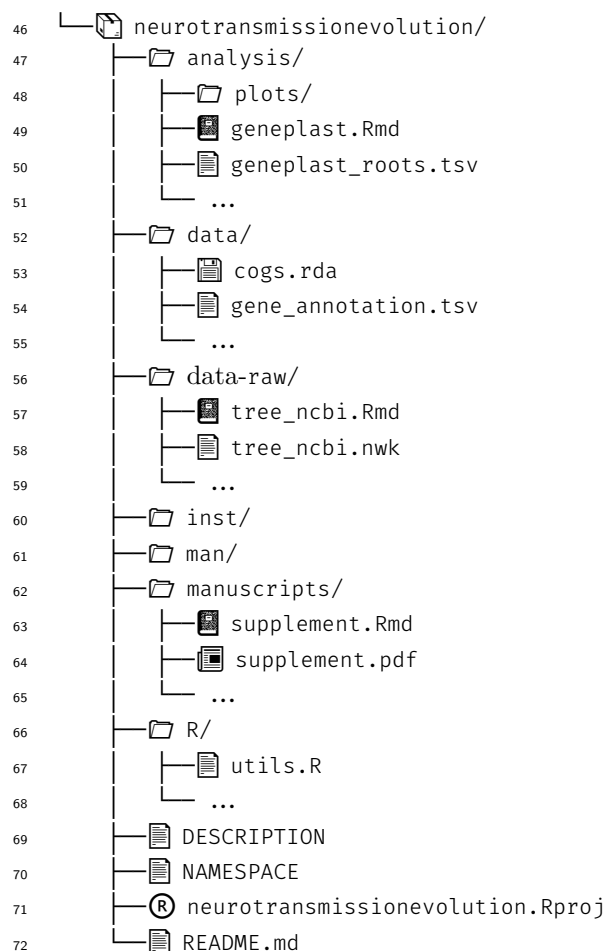 46 neurotransmissionevolution/
47 analysis/
48 plots/
49 geneplast.Rmd
50 geneplast_roots.tsv
51 ...
52 data/
53 cogs.rda
54 gene_annotation.tsv
55 ...
56 data-raw/
57 tree_ncbi.Rmd
58 tree_ncbi.nwk
59 ...
60 inst/
61 man/
62 manuscripts/
63 supplement.Rmd
64 supplement.pdf
65 ...
66 R/
67 utils.R
68 ...
69 DESCRIPTION
70 NAMESPACE
71 R neurotransmissionevolution.Rproj
72 README.md